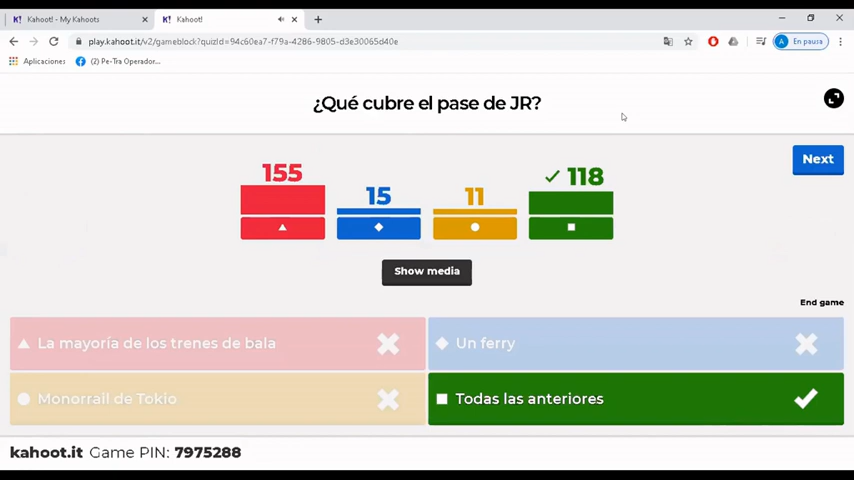 K! Kahoot! - My Kahoots
K! Kahoot!
play.kahoot.it/v2/gameblock?quizId=94c60ea7-f79a-4286-9805-d3e30065d40e
A En pausa
Aplicaciones
(2) Pe-Tra Operador...
¿Qué cubre el pase de JR?
Next
155
15
11
118
Show media
End game
La mayoría de los trenes de bala
Un ferry
Monorrail de Tokio
Todas las anteriores
kahoot.it Game PIN: 7975288